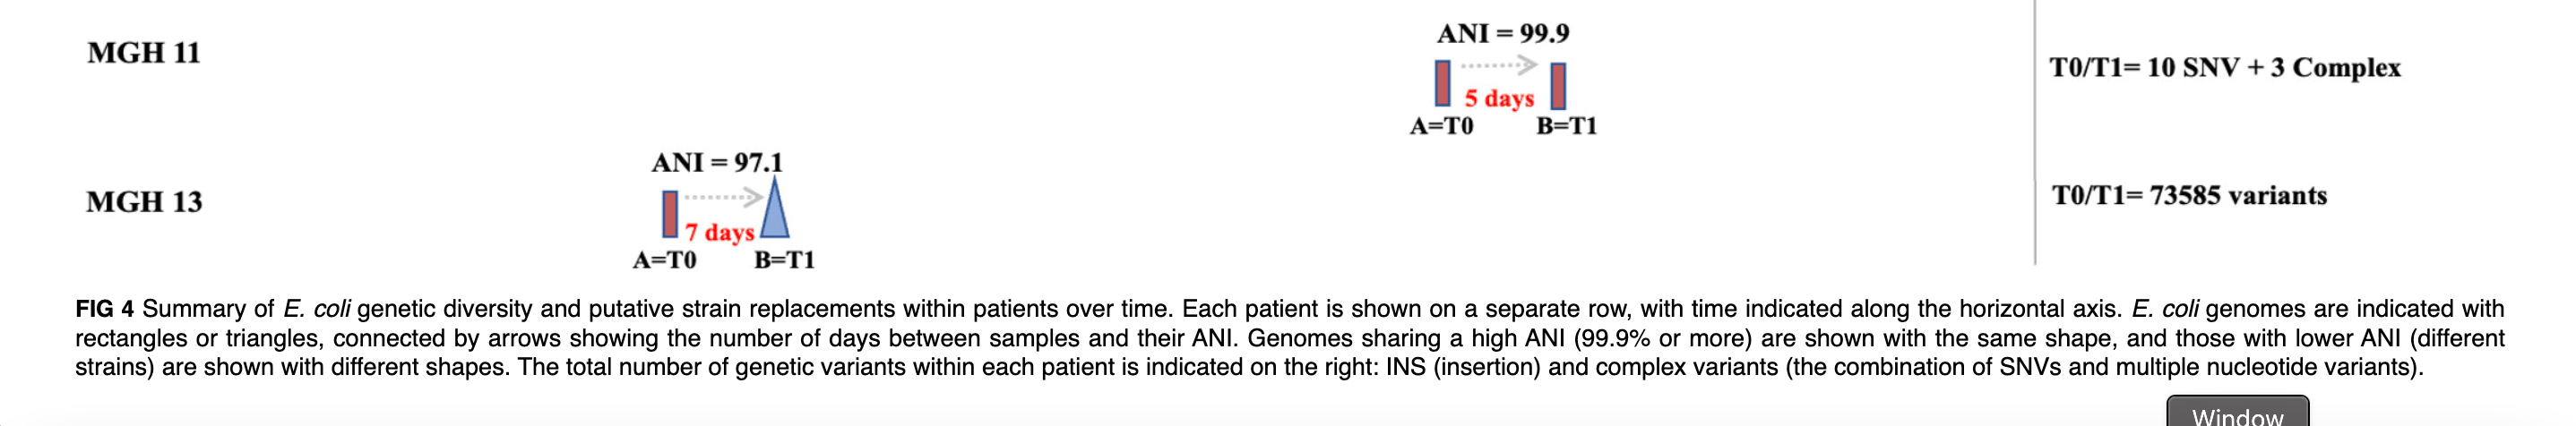 ANI = 99.9
MGH 11
T0/T1= 10 SNV + 3 Complex
5 days
A=T0 B=T1
ANI = 97.1
MGH 13
T0/T1= 73585 variants
7 days
A=T0 B=T1
FIG 4 Summary of E. coli genetic diversity and putative strain replacements within patients over time. Each patient is shown on a separate row, with time indicated along the horizontal axis. E. coli genomes are indicated with
rectangles or triangles, connected by arrows showing the number of days between samples and their ANI. Genomes sharing a high ANI (99.9% or more) are shown with the same shape, and those with lower ANI (different
strains) are shown with different shapes. The total number of genetic variants within each patient is indicated on the right: INS (insertion) and complex variants (the combination of SNVs and multiple nucleotide variants).
Window